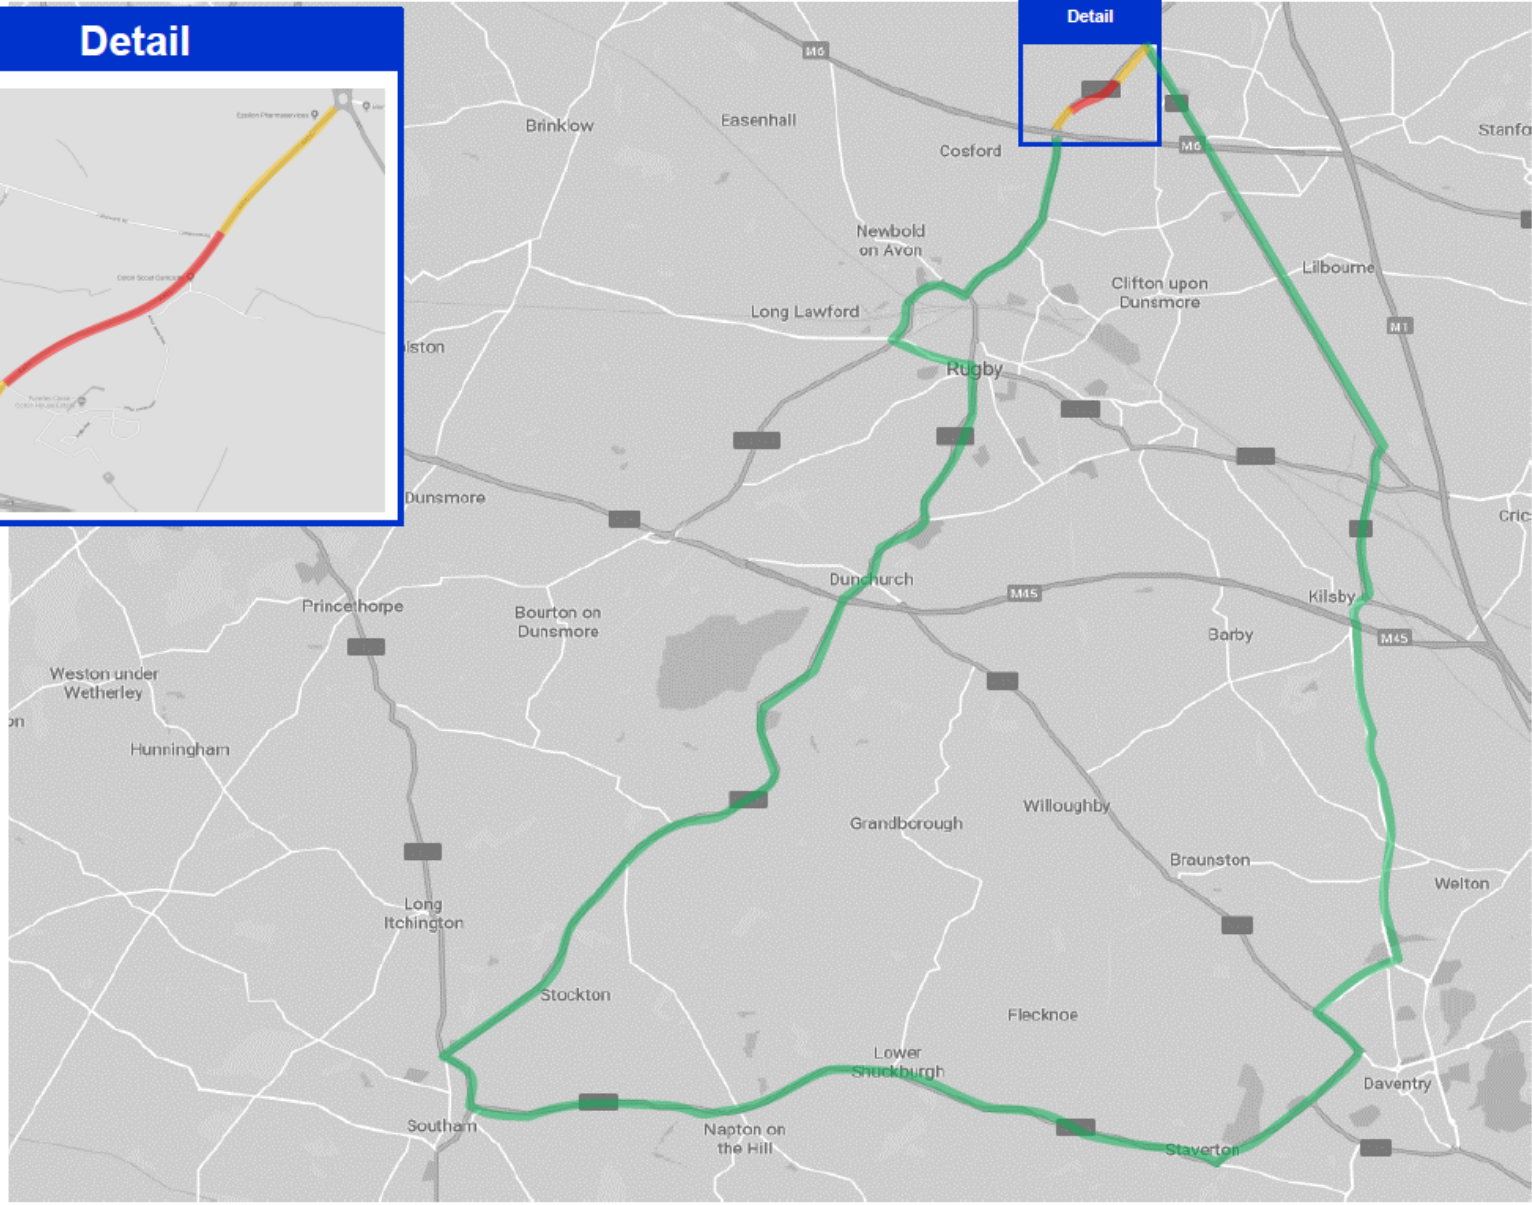 Detail
Detail
M6
Brinklow
Easenhall
Cosford
M6
Stanfo
Epsilon Pharmaservices
Newbold
on Avon
Lilbourne
Clifton upon
Dunsmore
Long Lawford
M1
lston
Rugby
Dunsmore
Cric
Dunchurch
M45
Kilsby
Princethorpe
Bourton on
Dunsmore
Barby
M45
Weston under
Wetherley
on
Hunningham
Willoughby
Grandborough
Braunston
Welton
Long
Itchington
Stockton
Flecknoe
Lower
Shuckburgh
Daventry
Southam
Napton on
the Hill
Staverton